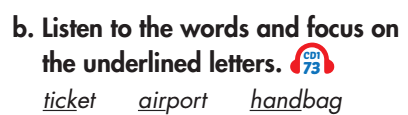 b. Listen to the words and focus on
the underlined letters. CD1 73
ticket airport handbag